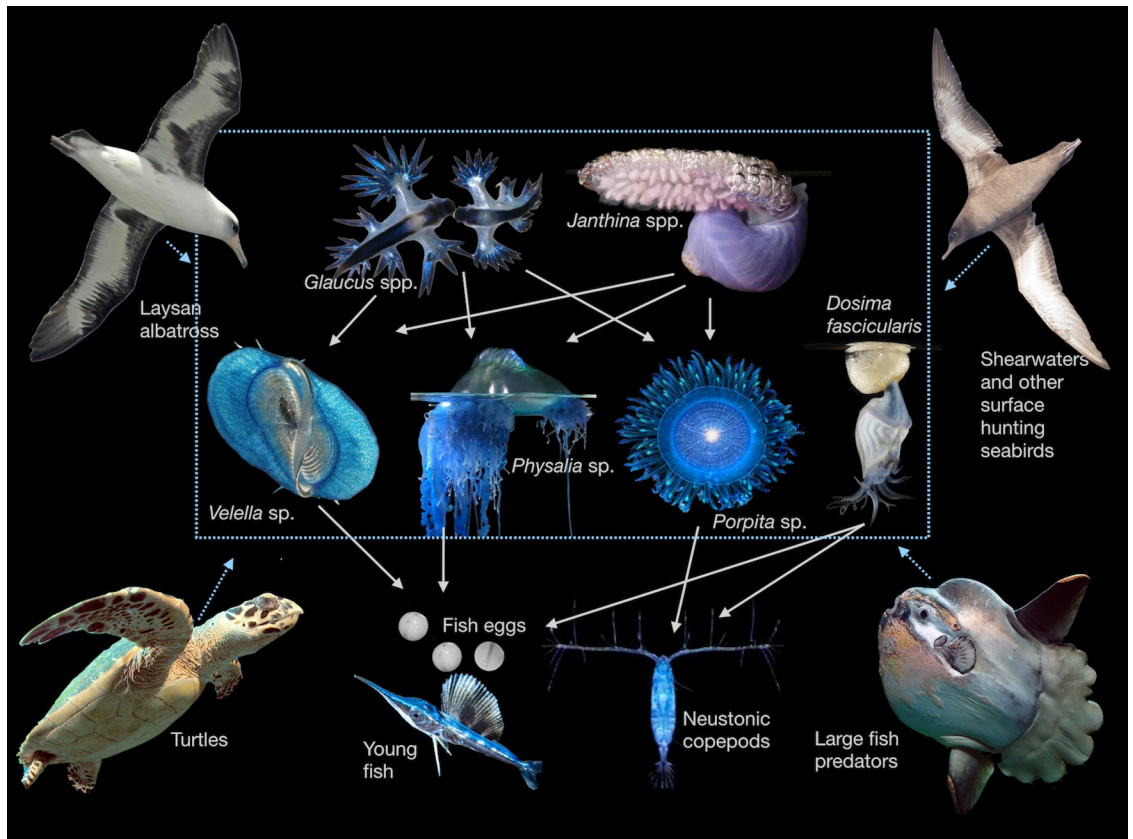 Janthina spp.
Glaucus spp.
Laysan
albatross
Dosima
fascicularis
Shearwaters
and other
surface
hunting
seabirds
Velella sp.
Physalia sp.
Porpita sp.
Fish eggs
Turtles
Young
fish
Neustonic
copepods
Large fish
predators